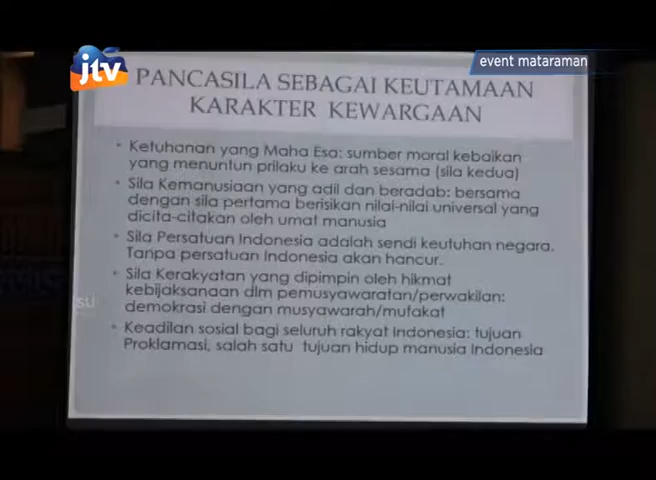 jtv
event mataraman
PANCASILA SEBAGAI KEUTAMAAN
KARAKTER KEWARGAAN
• Ketuhanan yang Maha Esa: sumber moral kebaikan
yang menuntun prilaku ke arah sesama (sila kedua)
• Sila Kemanusiaan yang adil dan beradab: bersama
dengan sila pertama berisikan nilai-nilai universal yang
dicita-citakan oleh umat manusia
• Sila Persatuan Indonesia adalah sendi keutuhan negara.
Tanpa persatuan Indonesia akan hancur.
• Sila Kerakyatan yang dipimpin oleh hikmat
kebijaksanaan dlm pemusyawaratan/perwakilan:
demokrasi dengan musyawarah/mufakat
• Keadilan sosial bagi seluruh rakyat Indonesia: tujuan
Proklamasi, salah satu tujuan hidup manusia Indonesia